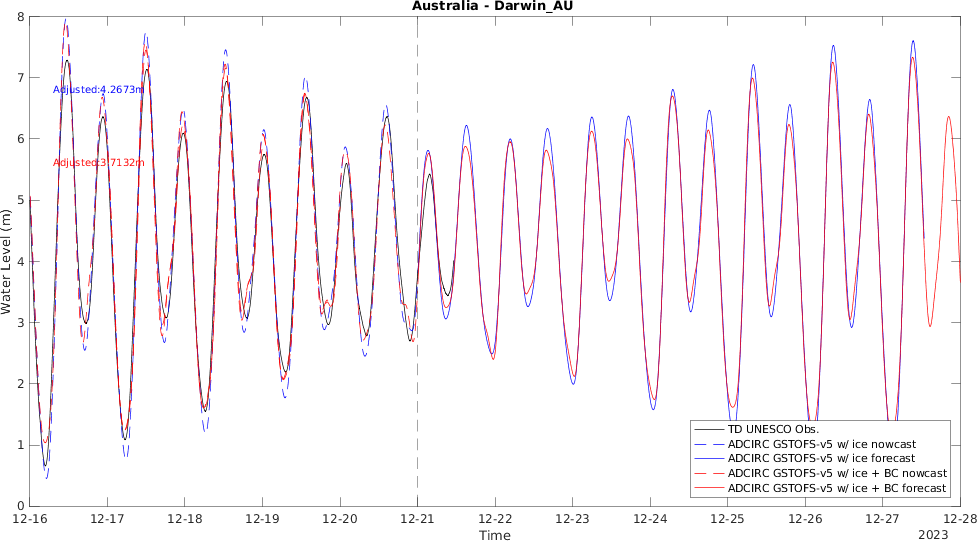 Australia - Darwin_AU
8
7
6
5
4
3
2
1
0
Water Level (m)
Adjusted:4.2673m
Adjusted:3.7132m
TD UNESCO Obs.
ADCIRC GSTOFS-v5 w/ ice nowcast
ADCIRC GSTOFS-v5 w/ ice forecast
ADCIRC GSTOFS-v5 w/ ice + BC nowcast
ADCIRC GSTOFS-v5 w/ ice + BC forecast
12-16 12-17 12-18 12-19 12-20 12-21 12-22 12-23 12-24 12-25 12-26 12-27 12-28
Time
2023